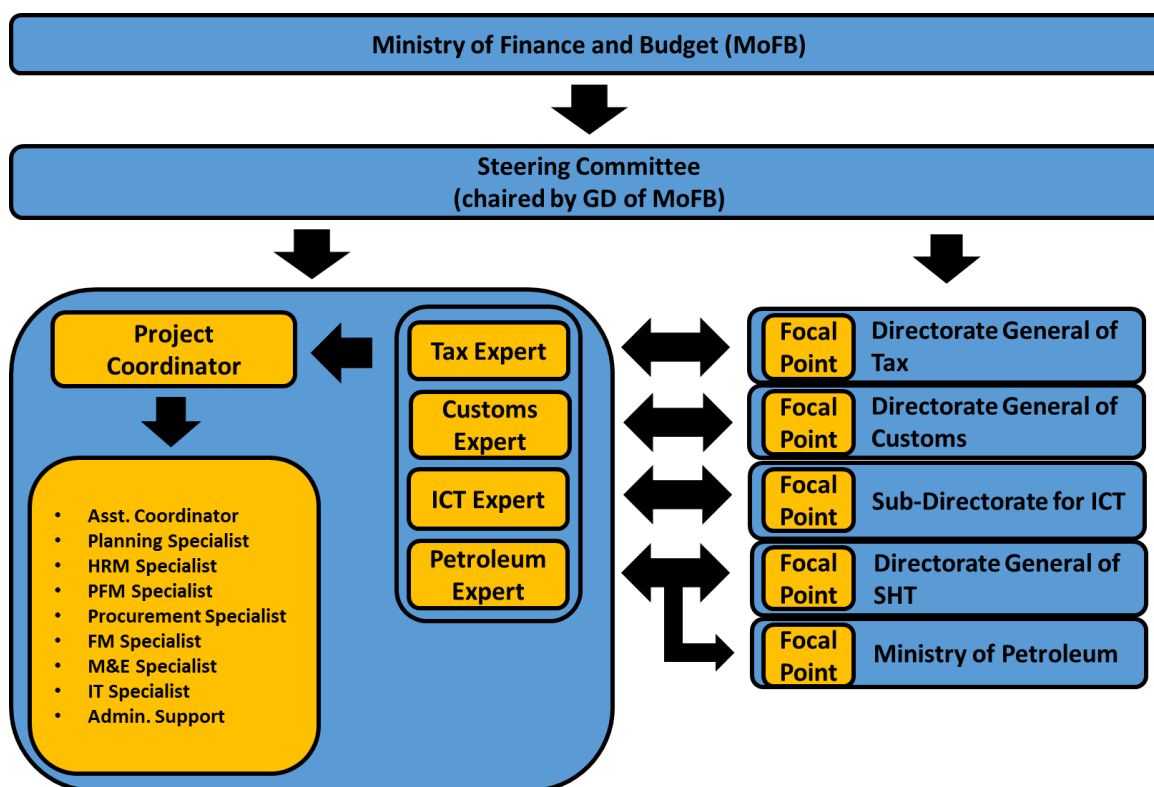 Ministry of Finance and Budget (MoFB)
Steering Committee
(chaired by GD of MoFB)
Project
Coordinator
• Asst. Coordinator
• Planning Specialist
• HRM Specialist
• PFM Specialist
• Procurement Specialist
• FM Specialist
• M&E Specialist
• IT Specialist
• Admin. Support
Tax Expert
Customs
Expert
ICT Expert
Petroleum
Expert
Focal
Point
Directorate General of
Tax
Focal
Point
Directorate General of
Customs
Focal
Point
Sub-Directorate for ICT
Focal
Point
Directorate General of
SHT
Focal
Point
Ministry of Petroleum